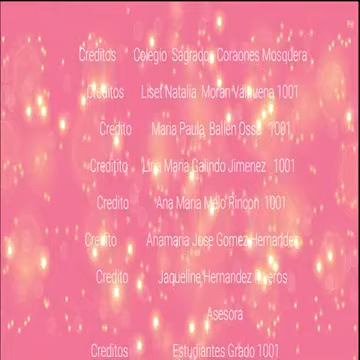 Creditos Colegio Sagrados Coraones Mosquera
Creditos Liset Natalia Moran Valbuena 1001
Credito Maria Paula Ballen Ossa 1001
Creditito Lina Maria Galindo Jimenez 1001
Credito Ana Maria Melo Rincon 1001
Credito Anamaria Jose Gomez Hernandez
Credito Jaqueline Hernandez
Asesora
Creditos Estudiantes Grado 1001